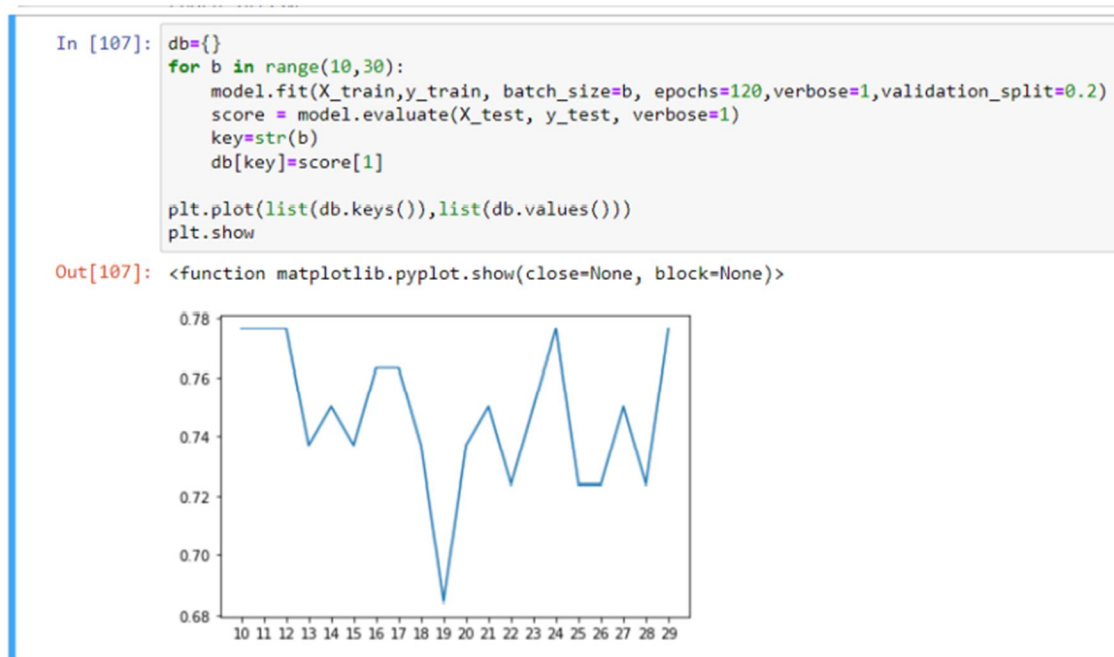 In [107]: db={}
for b in range(10,30):
    model.fit(X_train,y_train, batch_size=b, epochs=120,verbose=1,validation_split=0.2)
    score = model.evaluate(X_test, y_test, verbose=1)
    key=str(b)
    db[key]=score[1]
plt.plot(list(db.keys()),list(db.values()))
plt.show
Out[107]: <function matplotlib.pyplot.show(close=None, block=None)>
0.78
0.76
0.74
0.72
0.70
0.68
10 11 12 13 14 15 16 17 18 19 20 21 22 23 24 25 26 27 28 29